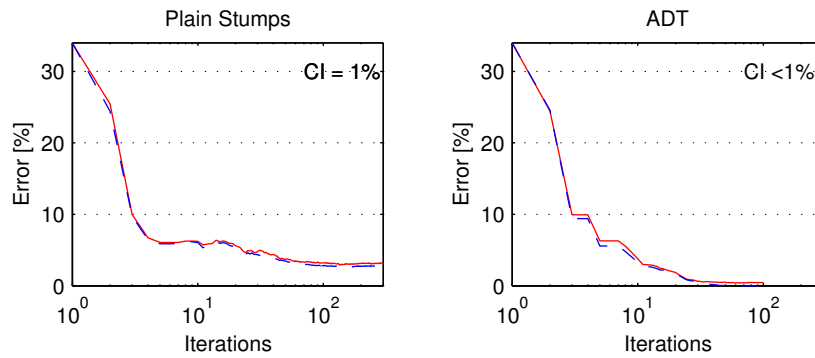 Plain Stumps
CI = 1%
Error [%]
30
20
10
0
10^0
10^1
10^2
Iterations
ADT
CI <1%
Error [%]
30
20
10
0
10^0
10^1
10^2
Iterations